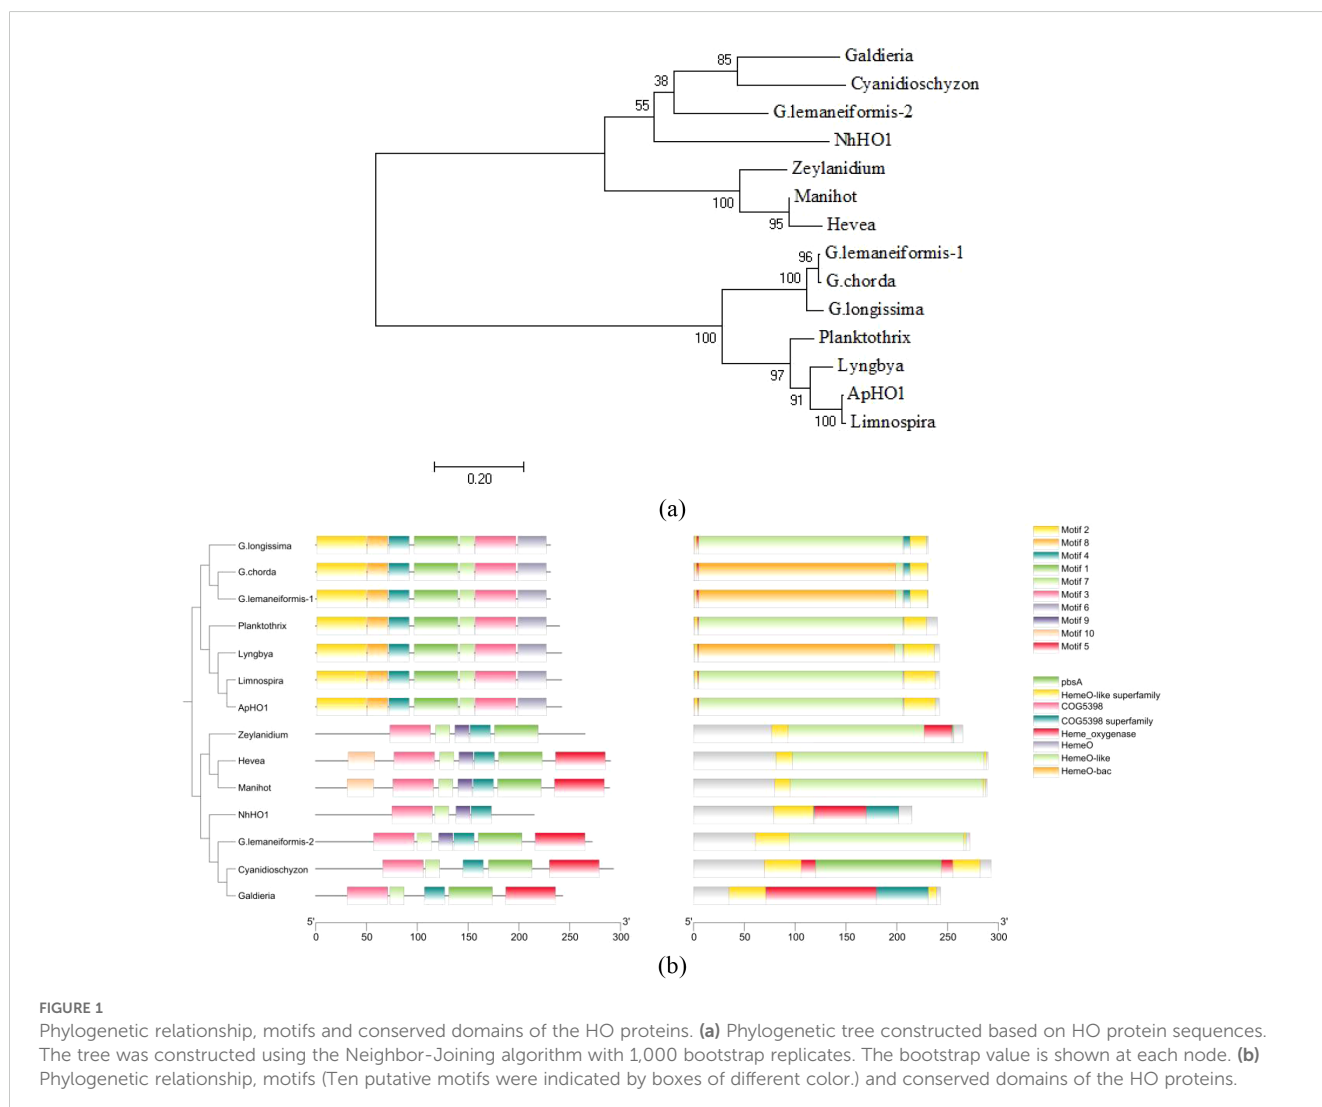 Galdieria
85
Cyanidioschyzon
38
G.lemaneiformis-2
55
NhHO1
Zeylanidium
Manihot
100
95
Hevea
G.lemaneiformis-1
96
G.chorda
100
G.longissima
Planktothrix
100
Lyngbya
97
ApHO1
91
100
Limnospira
0.20
(a)
G.longissima
G.chorda
G.lemaneiformis-1
Planktothrix
Lyngbya
Limnospira
ApHO1
Zeylanidium
Hevea
Manihot
NhHO1
G.lemaneiformis-2
Cyanidioschyzon
Galdieria
5' 3'
0 50 100 150 200 250 300
5' 3'
0 50 100 150 200 250 300
Motif 2
Motif 8
Motif 4
Motif 1
Motif 7
Motif 3
Motif 6
Motif 9
Motif 10
Motif 5
pbsA
HemeO-like superfamily
COG5398
COG5398 superfamily
Heme_oxygenase
HemeO
HemeO-like
HemeO-bac
(b)
FIGURE 1
Phylogenetic relationship, motifs and conserved domains of the HO proteins. (a) Phylogenetic tree constructed based on HO protein sequences.
The tree was constructed using the Neighbor-Joining algorithm with 1,000 bootstrap replicates. The bootstrap value is shown at each node. (b)
Phylogenetic relationship, motifs (Ten putative motifs were indicated by boxes of different color.) and conserved domains of the HO proteins.